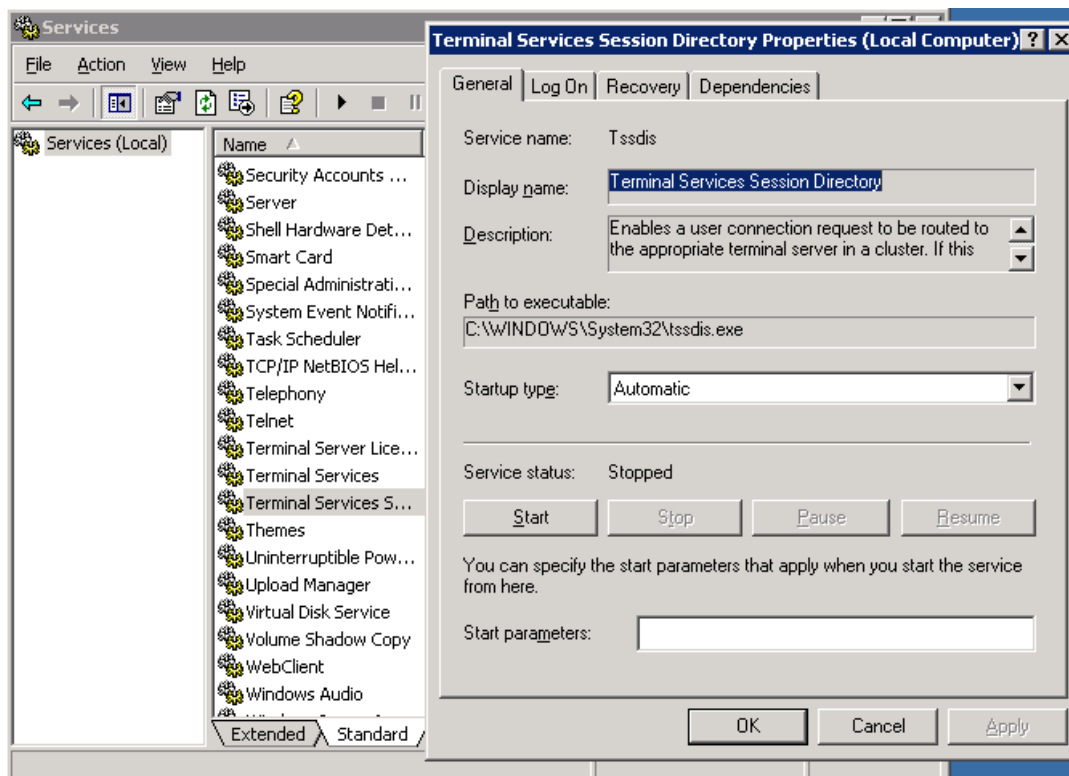 Services
File Action View Help
Services (Local)
Name
Security Accounts ...
Server
Shell Hardware Det...
Smart Card
Special Administrati...
System Event Notifi...
Task Scheduler
TCP/IP NetBIOS Hel...
Telephony
Telnet
Terminal Server Lice...
Terminal Services
Terminal Services S...
Themes
Uninterruptible Pow...
Upload Manager
Virtual Disk Service
Volume Shadow Copy
WebClient
Windows Audio
Extended Standard
Terminal Services Session Directory Properties (Local Computer)
General Log On Recovery Dependencies
Service name: Tssdis
Display name: Terminal Services Session Directory
Description: Enables a user connection request to be routed to
the appropriate terminal server in a cluster. If this
Path to executable:
C:\WINDOWS\System32\tssdis.exe
Startup type: Automatic
Service status: Stopped
Start Stop Pause Resume
You can specify the start parameters that apply when you start the service
from here.
Start parameters:
OK Cancel Apply